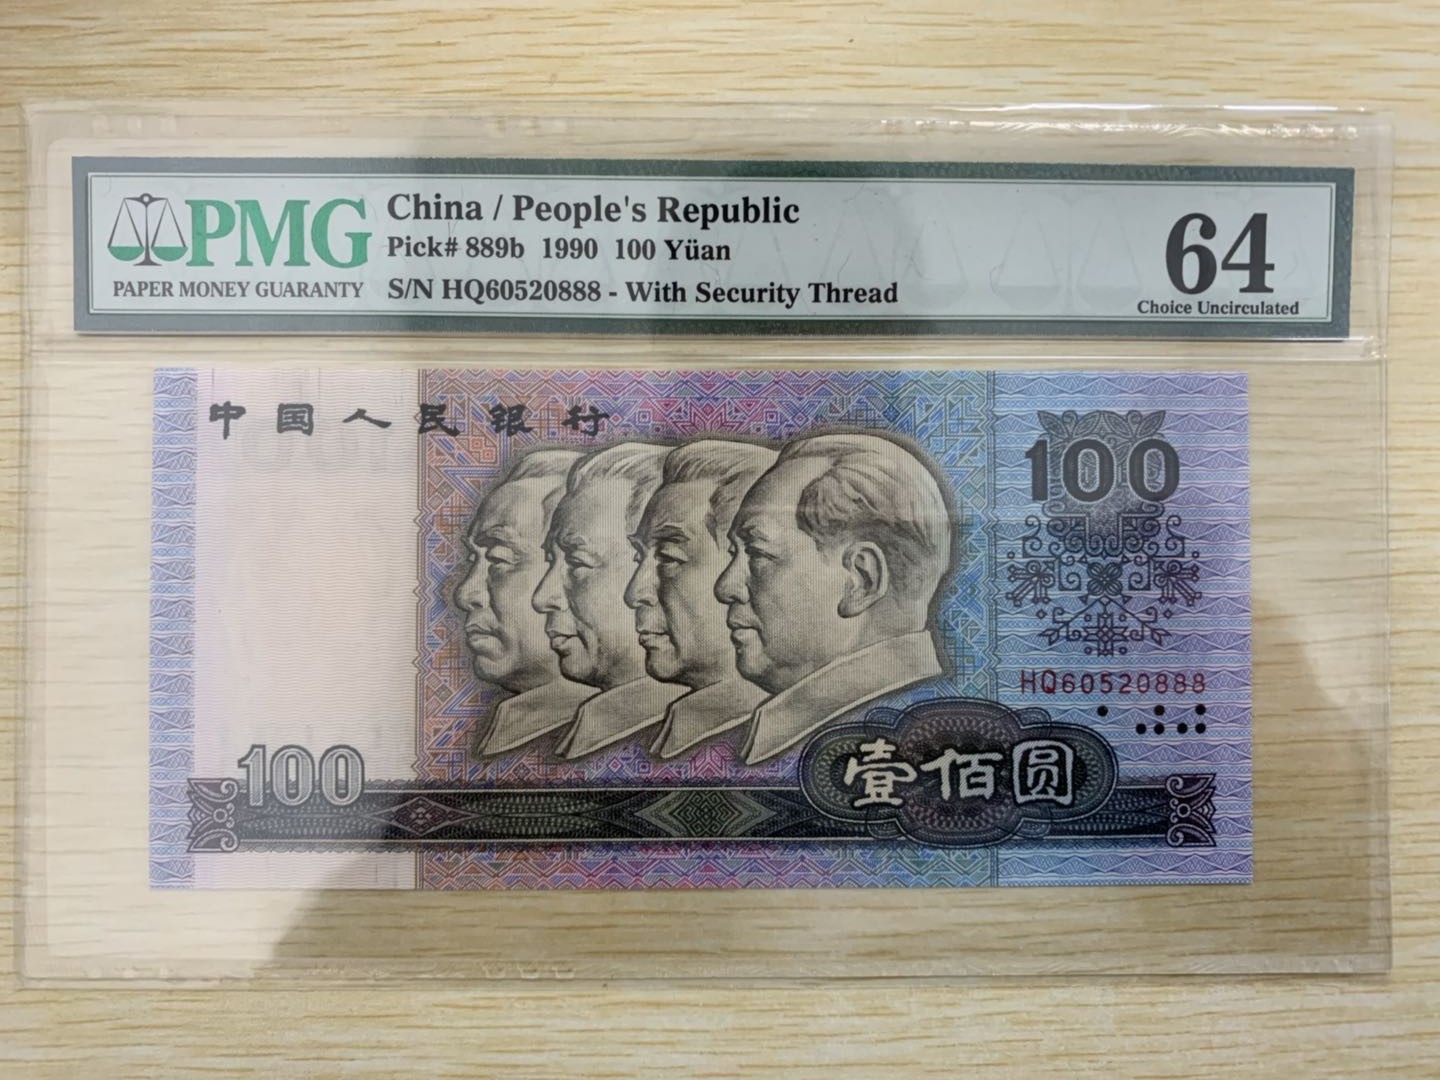 PMG
PAPER MONEY GUARANTY
China / People's Republic
Pick# 889b 1990 100 Yüan
S/N HQ60520888 - With Security Thread
64
Choice Uncirculated
中国人民银行
100
HQ60520888
100
壹佰圆